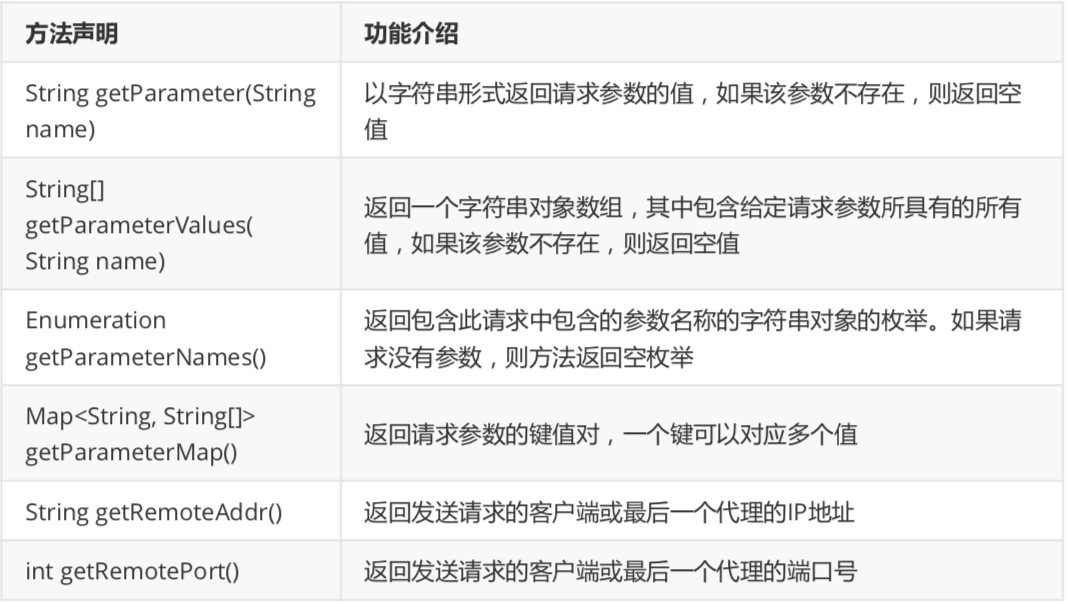 方法声明
功能介绍
String getParameter(String
name)
以字符串形式返回请求参数的值，如果该参数不存在，则返回空
值
String[]
getParameterValues(
String name)
返回一个字符串对象数组，其中包含给定请求参数所具有的所有
值，如果该参数不存在，则返回空值
Enumeration
getParameterNames()
返回包含此请求中包含的参数名称的字符串对象的枚举。如果请
求没有参数，则方法返回空枚举
Map<String, String[]>
getParameterMap()
返回请求参数的键值对，一个键可以对应多个值
String getRemoteAddr()
返回发送请求的客户端或最后一个代理的IP地址
int getRemotePort()
返回发送请求的客户端或最后一个代理的端口号